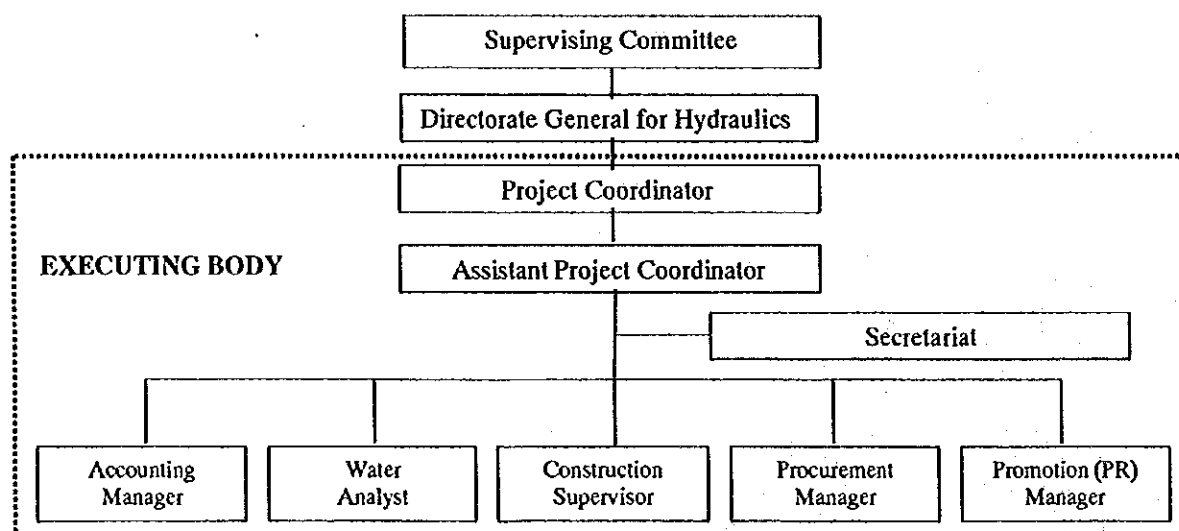 Supervising Committee
Directorate General for Hydraulics
Project Coordinator
EXECUTING BODY
Assistant Project Coordinator
Secretariat
Accounting
Manager
Water
Analyst
Construction
Supervisor
Procurement
Manager
Promotion (PR)
Manager